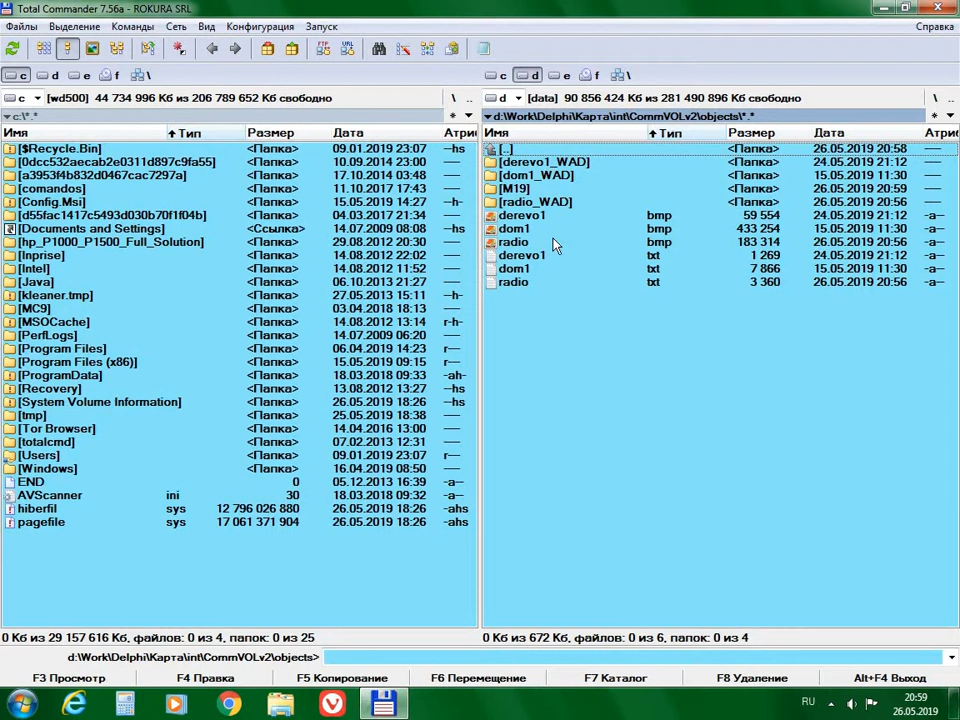 Total Commander 7.56a - ROKURA SRL
Файлы Выделение Команды Сеть Вид Конфигурация Запуск Справка
FTP URL
c d e f \ c d e f \
c [wd500] 44 734 996 Кб из 206 789 652 Кб свободно \ .. d [data] 90 856 424 Кб из 281 490 896 Кб свободно \ ..
c:\*.* * d:\Work\Delphi\Карта\int\CommVOLv2\objects\*.* *
Имя Тип Размер Дата Атри Имя Тип Размер Дата Атри
[$Recycle.Bin] <Папка> 09.01.2019 23:07 --hs [..] <Папка> 26.05.2019 20:58 ----
[0dcc532aecab2e0311d897c9fa55] <Папка> 10.09.2014 23:00 ---- [derevo1_WAD] <Папка> 24.05.2019 21:12 ----
[a3953f4b832d0467cac7297a] <Папка> 17.10.2014 03:48 ---- [dom1_WAD] <Папка> 15.05.2019 11:30 ----
[comandos] <Папка> 11.10.2017 17:43 ---- [M19] <Папка> 26.05.2019 20:59 ----
[Config.Msi] <Папка> 15.05.2019 14:27 --h- [radio_WAD] <Папка> 26.05.2019 20:56 ----
[d55fac1417c5493d030b70f1f04b] <Папка> 04.03.2017 21:34 ---- derevo1 bmp 59 554 24.05.2019 21:12 -a--
[Documents and Settings] <Ссылка> 14.07.2009 08:08 --hs dom1 bmp 433 254 15.05.2019 11:30 -a--
[hp_P1000_P1500_Full_Solution] <Папка> 29.08.2012 20:30 ---- radio bmp 183 314 26.05.2019 20:56 -a--
[Inprise] <Папка> 14.08.2012 22:02 ---- derevo1 txt 1 269 24.05.2019 21:12 -a--
[Intel] <Папка> 14.08.2012 11:52 ---- dom1 txt 7 866 15.05.2019 11:30 -a--
[Java] <Папка> 06.10.2013 21:27 ---- radio txt 3 360 26.05.2019 20:56 -a--
[kleaner.tmp] <Папка> 27.05.2013 15:11 --h-
[MC9] <Папка> 03.04.2018 18:13 ----
[MSOCache] <Папка> 14.08.2012 13:14 r-h-
[PerfLogs] <Папка> 14.07.2009 06:20 ----
[Program Files] <Папка> 06.04.2019 14:23 r---
[Program Files (x86)] <Папка> 15.05.2019 09:15 r---
[ProgramData] <Папка> 18.03.2018 09:33 --ah-
[Recovery] <Папка> 13.08.2012 13:27 --hs
[System Volume Information] <Папка> 26.05.2019 18:26 --hs
[tmp] <Папка> 25.05.2019 18:38 ----
[Tor Browser] <Папка> 14.04.2016 13:00 ----
[totalcmd] <Папка> 07.02.2013 12:31 ----
[Users] <Папка> 09.01.2019 23:07 r---
[Windows] <Папка> 16.04.2019 08:50 ----
END 0 05.12.2013 16:39 -a--
AVScanner ini 30 18.03.2018 09:32 -a--
hiberfil sys 12 796 026 880 26.05.2019 18:26 -ahs
pagefile sys 17 061 371 904 26.05.2019 18:26 -ahs
0 Кб из 29 157 616 Кб, файлов: 0 из 4, папок: 0 из 25 0 Кб из 672 Кб, файлов: 0 из 6, папок: 0 из 4
d:\Work\Delphi\Карта\int\CommVOLv2\objects>
F3 Просмотр F4 Правка F5 Копирование F6 Перемещение F7 Каталог F8 Удаление Alt+F4 Выход
RU 20:59
26.05.2019